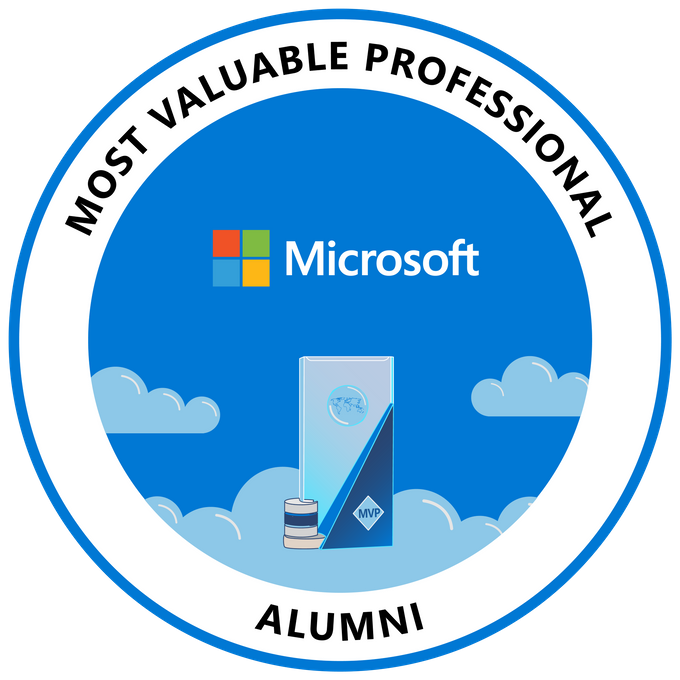 MOST VALUABLE PROFESSIONAL
Microsoft
MVP
ALUMNI